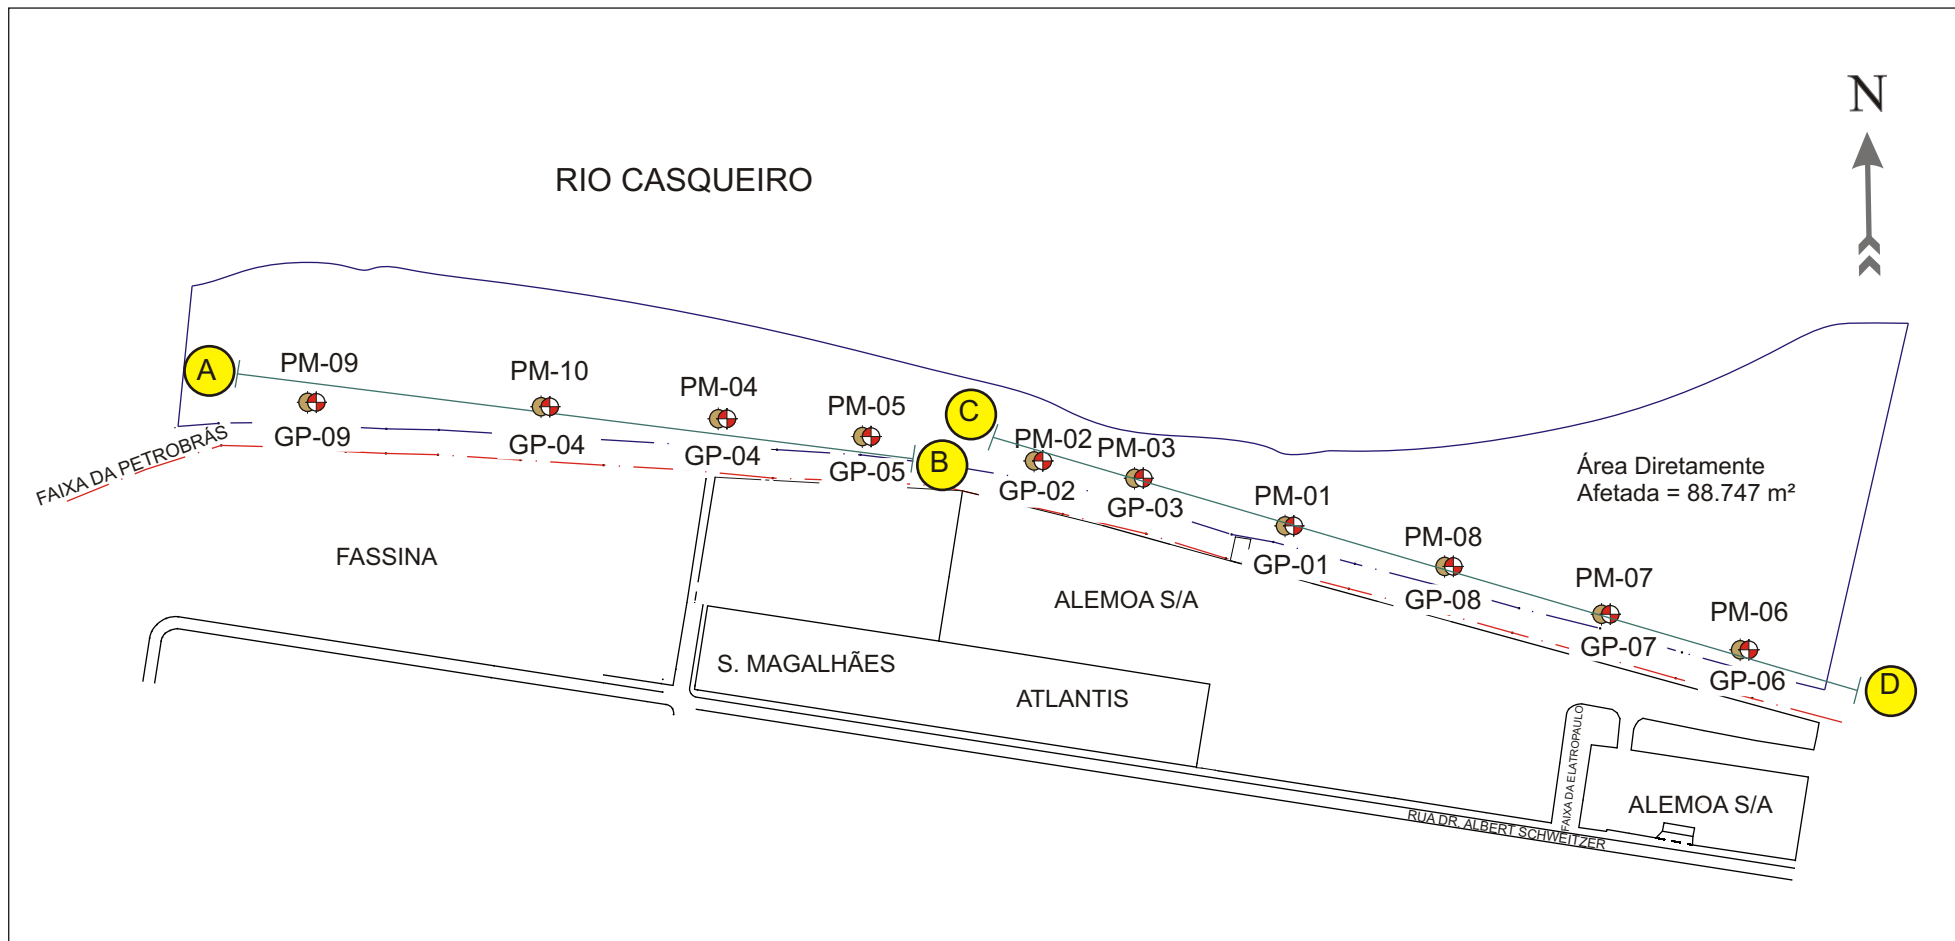 N
RIO CASQUEIRO
A
PM-09
PM-10
PM-04
PM-05
C
PM-02
PM-03
PM-01
PM-08
PM-07
PM-06
GP-09
GP-04
GP-04
GP-05
B
GP-02
GP-03
GP-01
GP-08
GP-07
GP-06
D
Área Diretamente
Afetada = 88.747 m²
FAIXA DA PETROBRÁS
FASSINA
ALEMOA S/A
S. MAGALHÃES
ATLANTIS
FAIXA DA ELATROPAULO
ALEMOA S/A
RUA DR. ALBERT SCHWEITZER